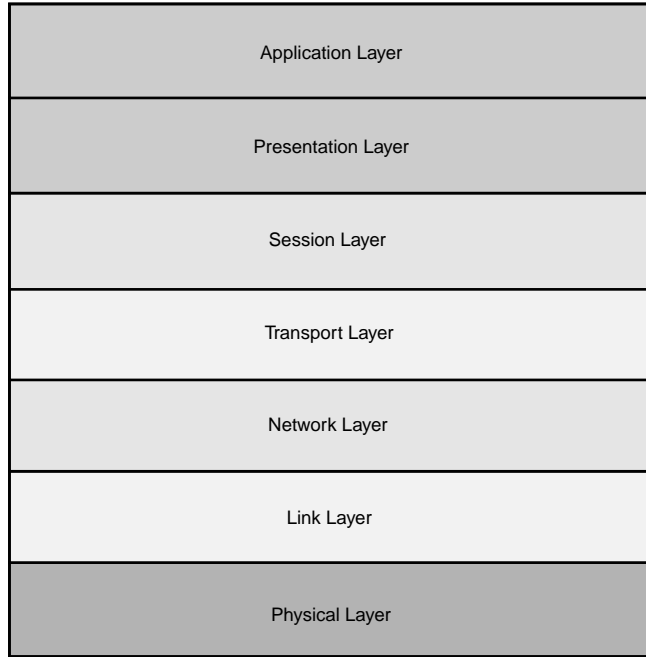 Application Layer
Presentation Layer
Session Layer
Transport Layer
Network Layer
Link Layer
Physical Layer